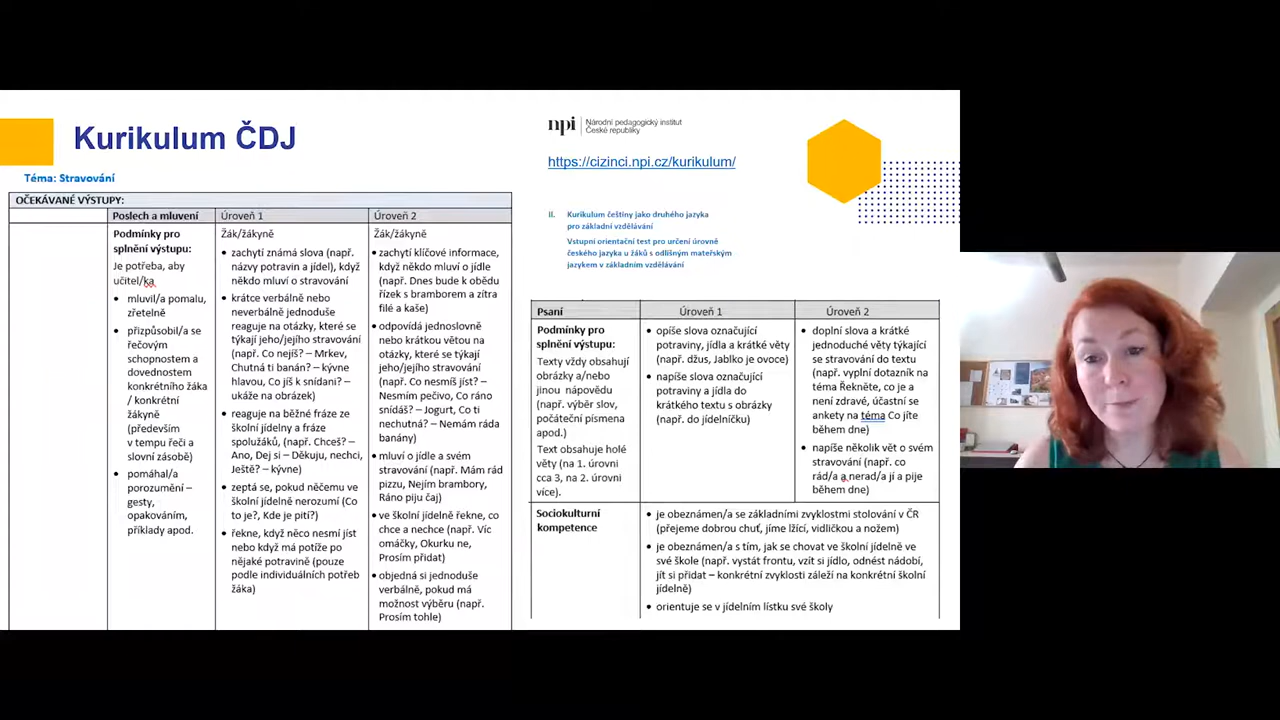 Kurikulum ČDJ
Téma: Stravování
OČEKÁVANÉ VÝSTUPY:
Poslech a mluvení
Úroveň 1
Úroveň 2
Podmínky pro
splnění výstupu:
Je potřeba, aby
učitel/ka
• mluvil/a pomalu,
zřetelně
• přizpůsobil/a se
řečovým
schopnostem a
dovednostem
konkrétního žáka
/ konkrétní
žákyně
(především
v tempu řeči a
slovní zásobě)
• pomáhal/a
porozumění –
gesty,
opakováním,
příklady apod.
Žák/žákyně
• zachytí známá slova (např.
názvy potravin a jídel), když
někdo mluví o stravování
• krátce verbálně nebo
neverbálně jednoduše
reaguje na otázky, které se
týkají jeho/jejího stravování
(např. Co nejíš? – Mrkev,
Chutná ti banán? – kývne
hlavou, Co jíš k snídani? –
ukáže na obrázek)
• reaguje na běžné fráze ze
školní jídelny a fráze
spolužáků, (např. Chceš? –
Ano, Dej si – Děkuju, nechci,
Ještě? – kývne)
• zeptá se, pokud něčemu ve
školní jídelně nerozumí (Co
to je?, Kde je pití?)
• řekne, když něco nesmí jíst
nebo když má potíže po
nějaké potravině (pouze
podle individuálních potřeb
žáka)
Žák/žákyně
• zachytí klíčové informace,
když někdo mluví o jídle
(např. Dnes bude k obědu
řízek s bramborem a zítra
filé a kaše)
• odpovídá jednoslovně
nebo krátkou větou na
otázky, které se týkají
jeho/jejího stravování
(např. Co nesmíš jíst? –
Nesmím pečivo, Co ráno
snídáš? – Jogurt, Co ti
nechutná? – Nemám ráda
banány)
• mluví o jídle a svém
stravování (např. Mám rád
pizzu, Nejím brambory,
Ráno piju čaj)
• ve školní jídelně řekne, co
chce a nechce (např. Víc
omáčky, Okurku ne,
Prosím přidat)
• objedná si jednoduše
verbálně, pokud má
možnost výběru (např.
Prosím tohle)
npi
Národní pedagogický institut
České republiky
https://cizinci.npi.cz/kurikulum/
II. Kurikulum češtiny jako druhého jazyka
pro základní vzdělávání
Vstupní orientační test pro určení úrovně
českého jazyka u žáků s odlišným mateřským
jazykem v základním vzdělávání
Psaní
Úroveň 1
Úroveň 2
Podmínky pro
splnění výstupu:
Texty vždy obsahují
obrázky a/nebo
jinou nápovědu
(např. výběr slov,
počáteční písmena
apod.)
Text obsahuje holé
věty (na 1. úrovni
cca 3, na 2. úrovni
více).
• opíše slova označující
potraviny, jídla a krátké věty
(např. džus, Jablko je ovoce)
• napíše slova označující
potraviny a jídla do
krátkého textu s obrázky
(např. do jídelníčku)
• doplní slova a krátké
jednoduché věty týkající
se stravování do textu
(např. vyplní dotazník na
téma Řekněte, co je a
není zdravé, účastní se
ankety na téma Co jíte
během dne)
• napíše několik vět o svém
stravování (např. co
rád/a a nerad/a jí a pije
během dne)
Sociokulturní
kompetence
• je obeznámen/a se základními zvyklostmi stolování v ČR
(přejeme dobrou chuť, jíme lžící, vidličkou a nožem)
• je obeznámen/a s tím, jak se chovat ve školní jídelně ve
své škole (např. vystát frontu, vzít si jídlo, odnést nádobí,
jít si přidat – konkrétní zvyklosti záleží na konkrétní školní
jídelně)
• orientuje se v jídelním lístku své školy